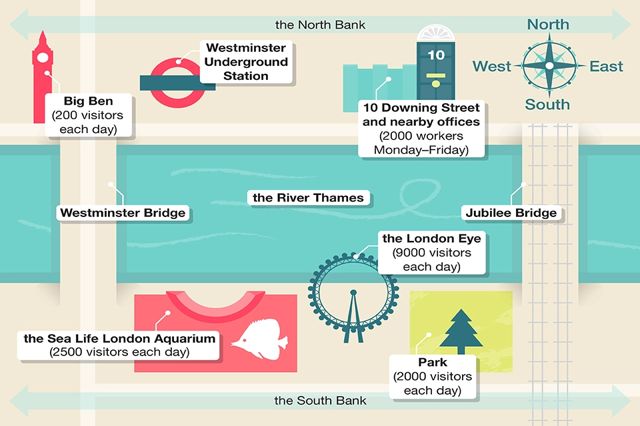 the North Bank
North
West
East
South
Westminster
Underground
Station
10
Big Ben
(200 visitors
each day)
10 Downing Street
and nearby offices
(2000 workers
Monday–Friday)
Westminster Bridge
the River Thames
Jubilee Bridge
the London Eye
(9000 visitors
each day)
the Sea Life London Aquarium
(2500 visitors each day)
Park
(2000 visitors
each day)
the South Bank